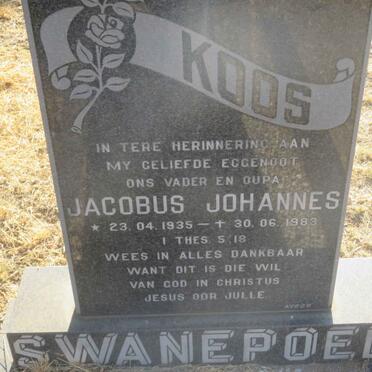 KOOS
IN TERE HERINNERING AAN
MY GELIEFDE EGGENOOT
ONS VADER EN OUPA
JACOBUS JOHANNES
* 23.04.1935 – † 30.06.1983
I THES 5/18
WEES IN ALLES DANKBAAR
WANT DIT IS DIE WIL
VAN GOD IN CHRISTUS
JESUS OOR JULLE
SWANEPOEL